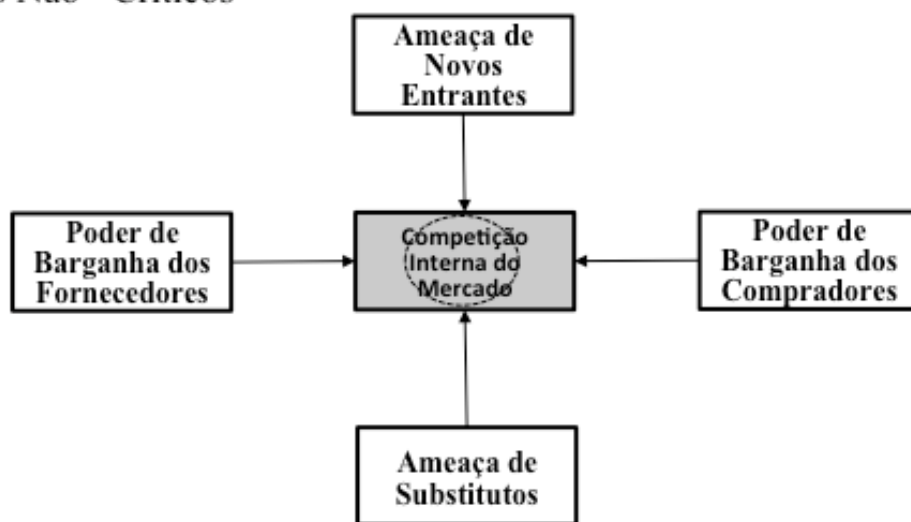 Ameaça de
Novos
Entrantes
Poder de
Barganha dos
Fornecedores
Competição
Interna do
Mercado
Poder de
Barganha dos
Compradores
Ameaça de
Substitutos